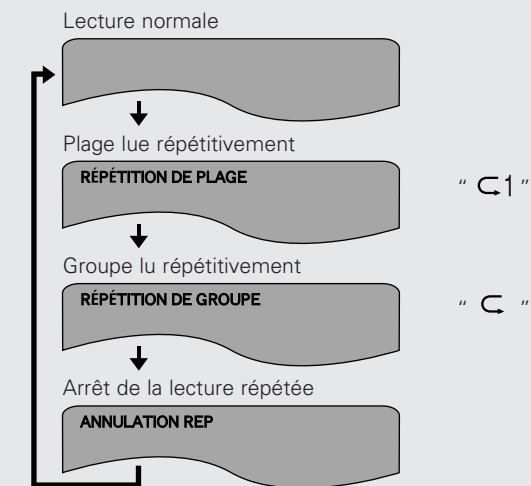 Lecture normale
Plage lue répétitivement
RÉPÉTITION DE PLAGE
" ⊂1 "
Groupe lu répétitivement
RÉPÉTITION DE GROUPE
" ⊂ "
Arrêt de la lecture répétée
ANNULATION REP